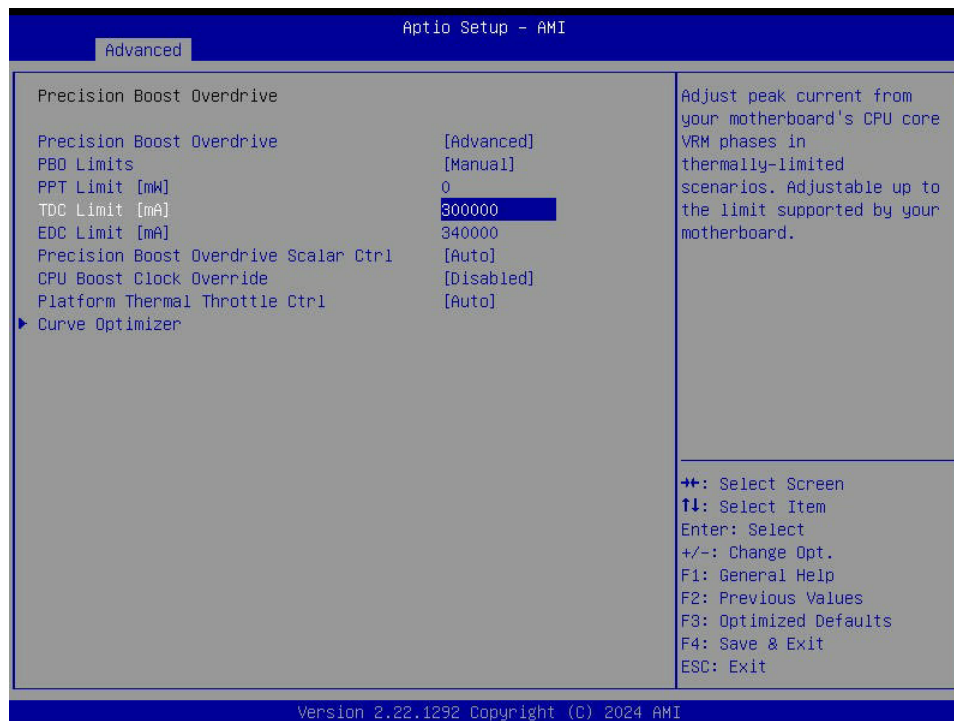 Aptio Setup – AMI
Advanced
Precision Boost Overdrive
Precision Boost Overdrive [Advanced]
PBO Limits [Manual]
PPT Limit [mW] 0
TDC Limit [mA] 300000
EDC Limit [mA] 340000
Precision Boost Overdrive Scalar Ctrl [Auto]
CPU Boost Clock Override [Disabled]
Platform Thermal Throttle Ctrl [Auto]
Curve Optimizer
Adjust peak current from
your motherboard's CPU core
VRM phases in
thermally-limited
scenarios. Adjustable up to
the limit supported by your
motherboard.
→←: Select Screen
↑↓: Select Item
Enter: Select
+/-: Change Opt.
F1: General Help
F2: Previous Values
F3: Optimized Defaults
F4: Save & Exit
ESC: Exit
Version 2.22.1292 Copyright (C) 2024 AMI